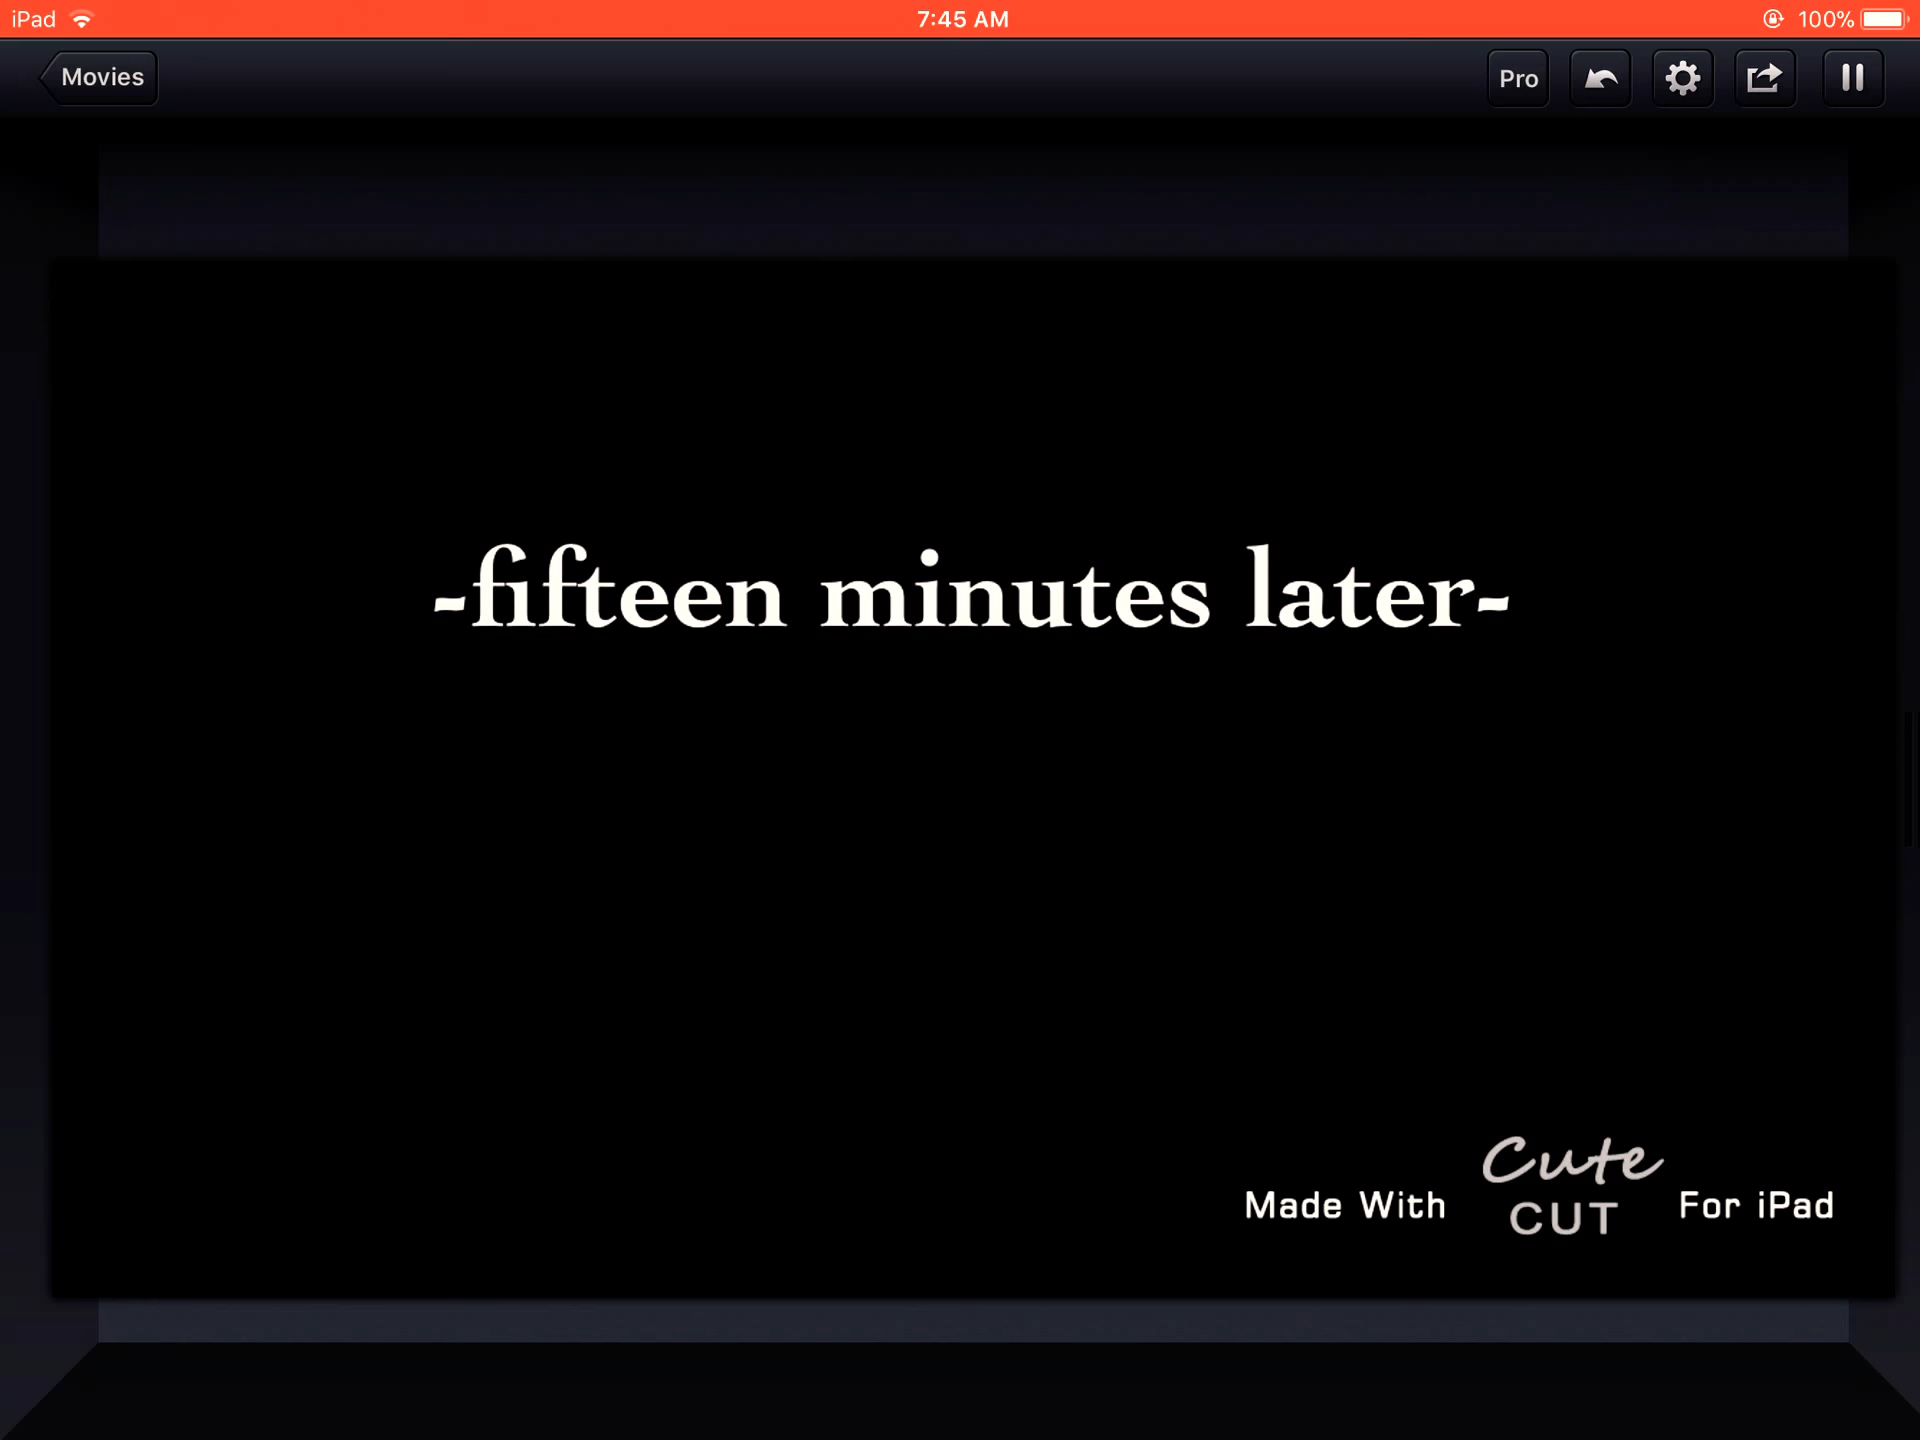 iPad 7:45 AM 100%
Movies Pro
-fifteen minutes later-
Made With Cute CUT For iPad